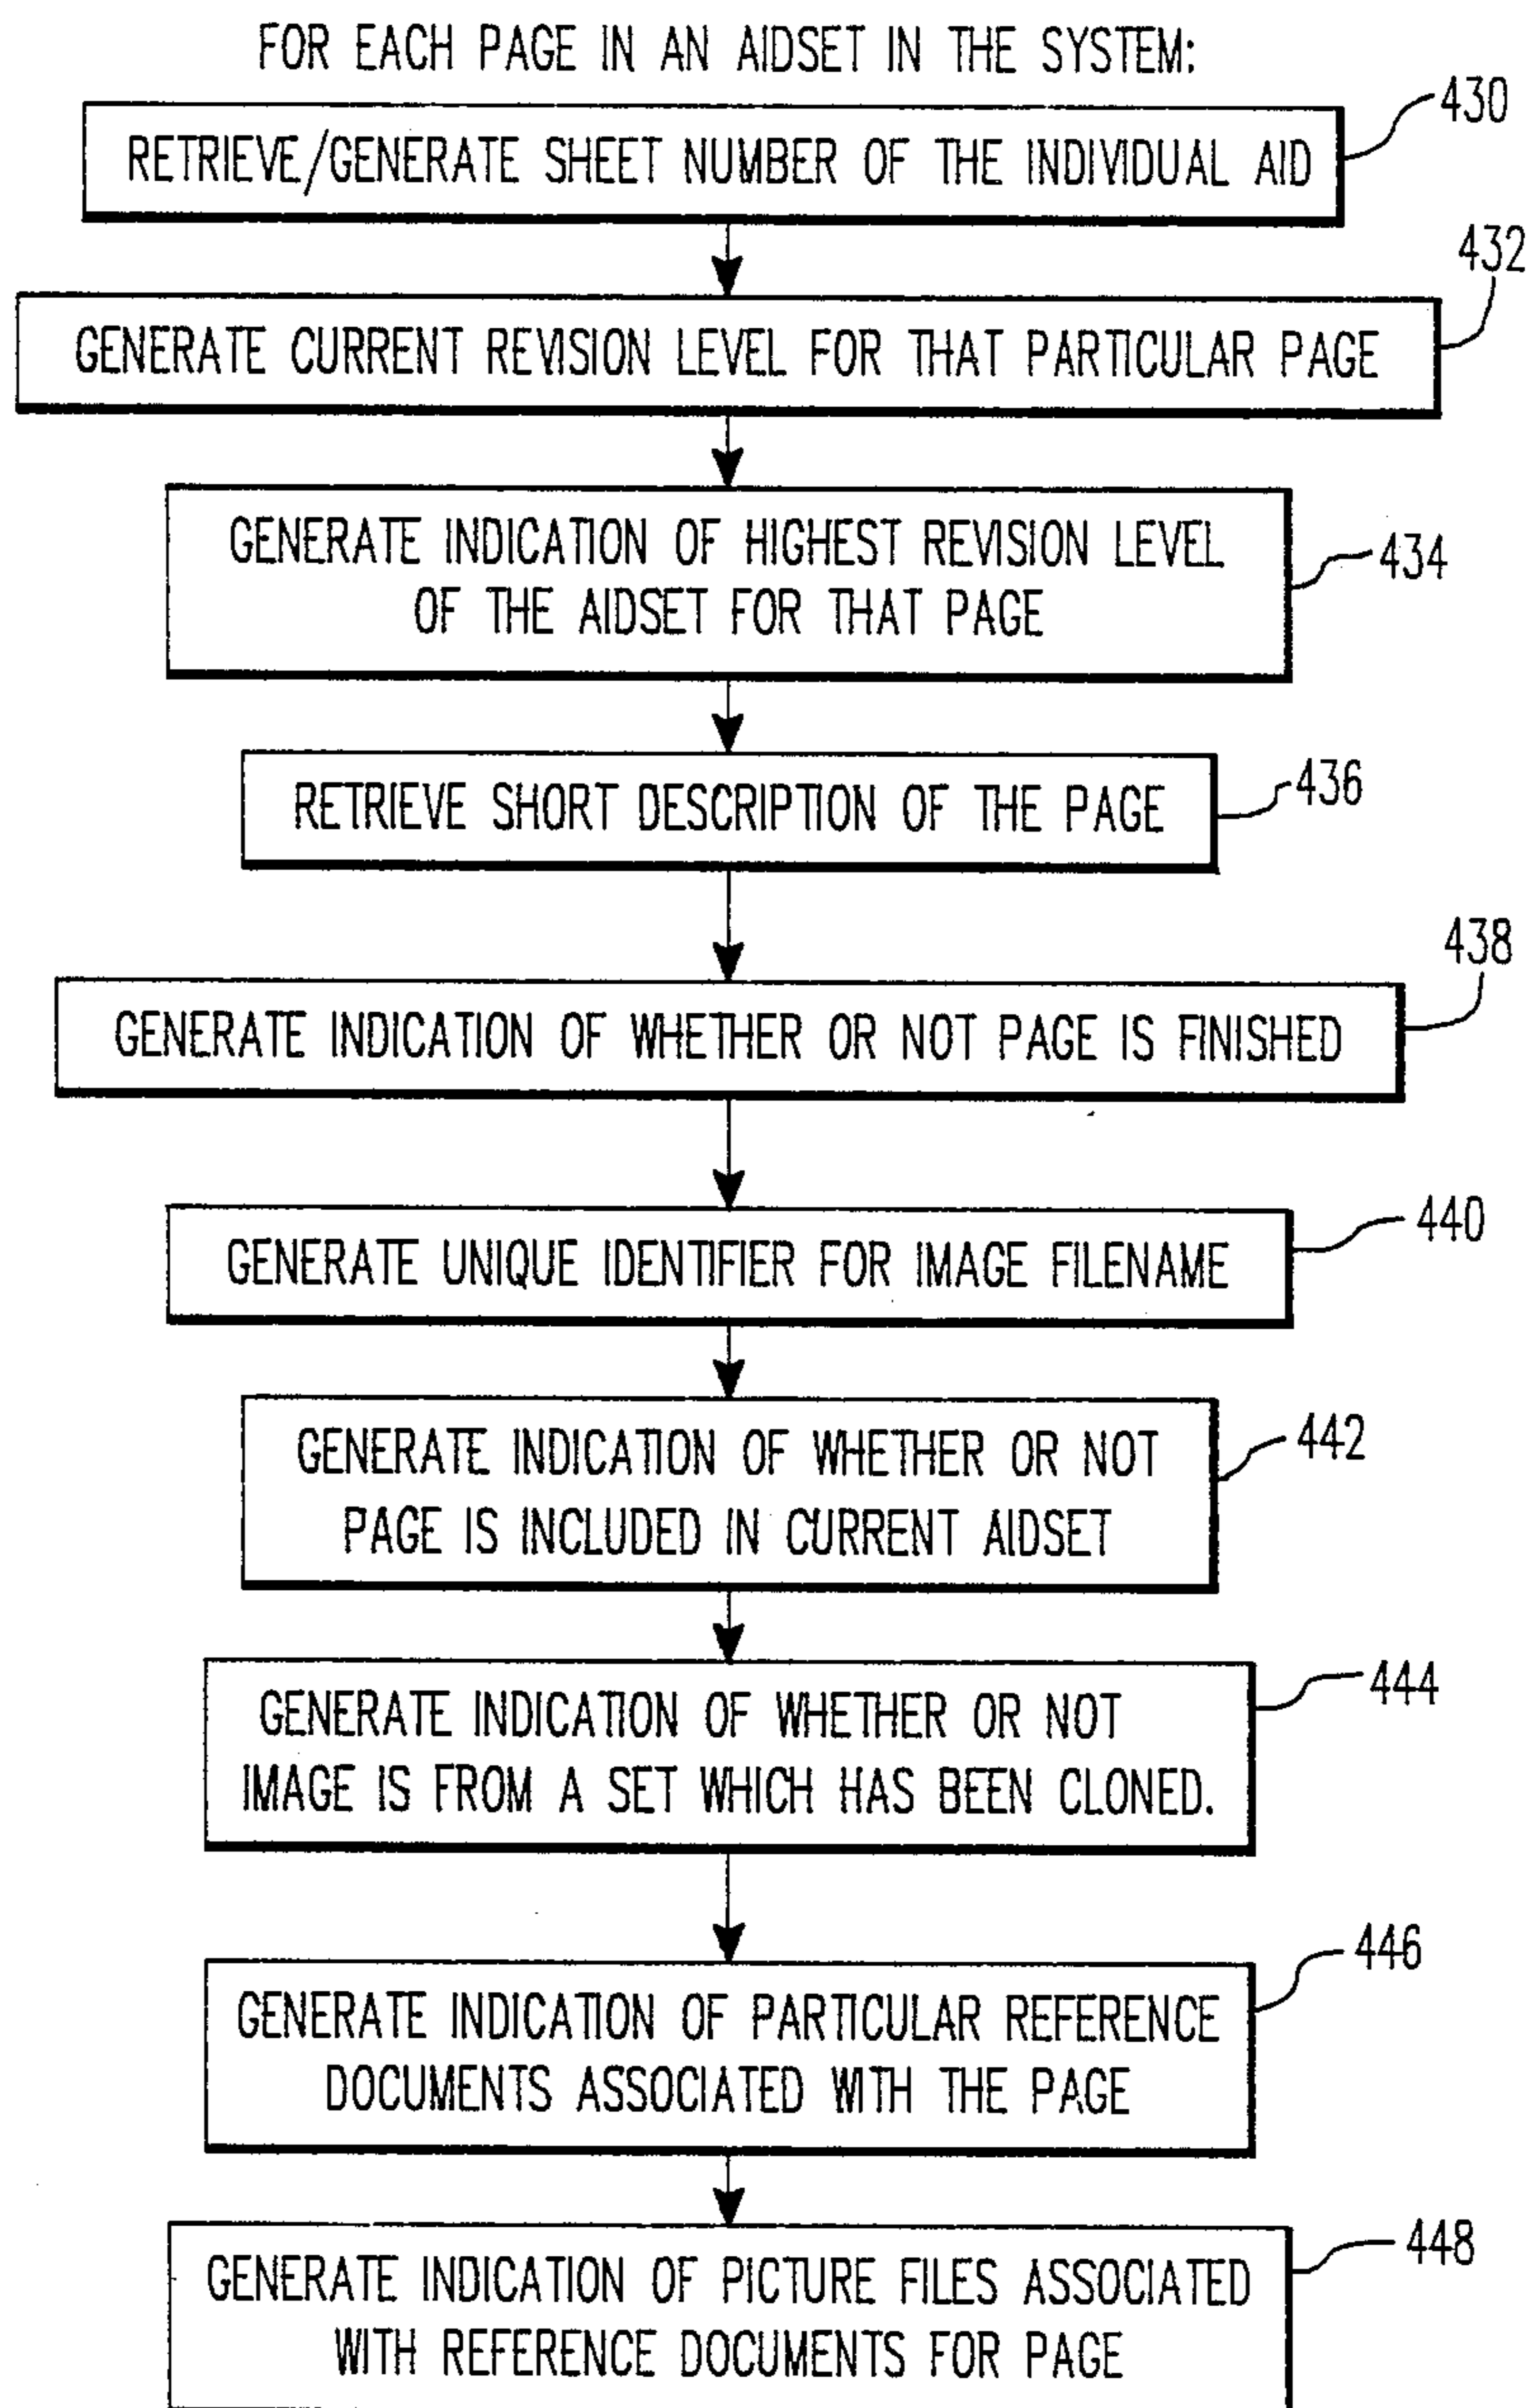 FOR EACH PAGE IN AN AIDSET IN THE SYSTEM:
430
RETRIEVE/GENERATE SHEET NUMBER OF THE INDIVIDUAL AID
432
GENERATE CURRENT REVISION LEVEL FOR THAT PARTICULAR PAGE
GENERATE INDICATION OF HIGHEST REVISION LEVEL
OF THE AIDSET FOR THAT PAGE
434
RETRIEVE SHORT DESCRIPTION OF THE PAGE
436
438
GENERATE INDICATION OF WHETHER OR NOT PAGE IS FINISHED
440
GENERATE UNIQUE IDENTIFIER FOR IMAGE FILENAME
GENERATE INDICATION OF WHETHER OR NOT
PAGE IS INCLUDED IN CURRENT AIDSET
442
GENERATE INDICATION OF WHETHER OR NOT
IMAGE IS FROM A SET WHICH HAS BEEN CLONED.
444
446
GENERATE INDICATION OF PARTICULAR REFERENCE
DOCUMENTS ASSOCIATED WITH THE PAGE
448
GENERATE INDICATION OF PICTURE FILES ASSOCIATED
WITH REFERENCE DOCUMENTS FOR PAGE